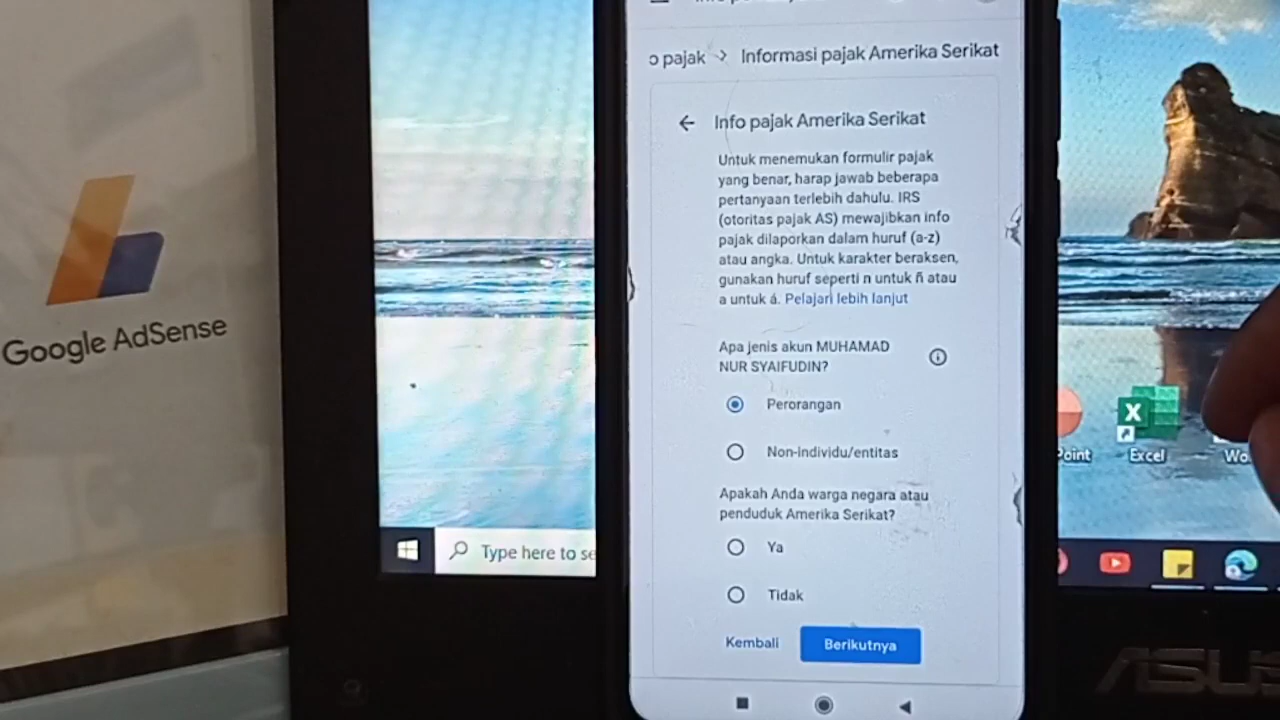 Google AdSense
o pajak > Informasi pajak Amerika Serikat
Info pajak Amerika Serikat
Untuk menemukan formulir pajak
yang benar, harap jawab beberapa
pertanyaan terlebih dahulu. IRS
(otoritas pajak AS) mewajibkan info
pajak dilaporkan dalam huruf (a-z)
atau angka. Untuk karakter beraksen,
gunakan huruf seperti n untuk ñ atau
a untuk á. Pelajari lebih lanjut
Apa jenis akun MUHAMAD
NUR SYAIFUDIN?
Perorangan
Non-individu/entitas
Apakah Anda warga negara atau
penduduk Amerika Serikat?
Ya
Tidak
Kembali
Berikutnya
Type here to se
Point
Excel
Wo
ASUS